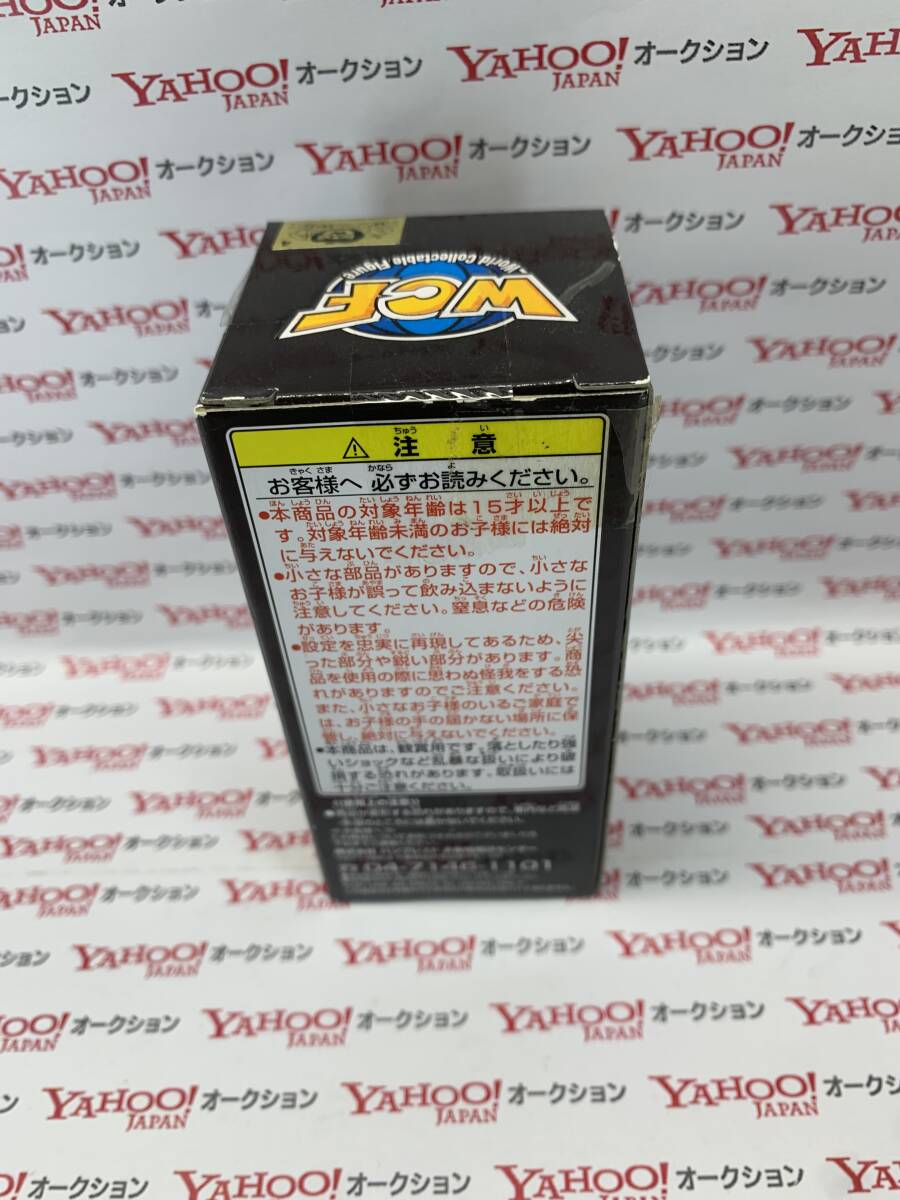 World Collectable Figure
WCF
⚠ 注 意
お客様へ 必ずお読みください。
●本商品の対象年齢は15才以上で
す。対象年齢未満のお子様には絶対
に与えないでください。
●小さな部品がありますので、小さな
お子様が誤って飲み込まないように
注意してください。窒息などの危険
があります。
●設定を忠実に再現してあるため、尖
った部分や鋭い部分があります。商
品を使用の際に思わぬ怪我をする恐
れがありますのでご注意ください。
また、小さなお子様のいるご家庭で
は、お子様の手の届かない場所に保
管し、絶対に与えないでください。
●本商品は、観賞用です。落としたり強
いショックなど乱暴な扱いにより破
損する恐れがあります。取扱いには
十分ご注意ください。
04-7146-1101
YAHOO! オークション
JAPAN